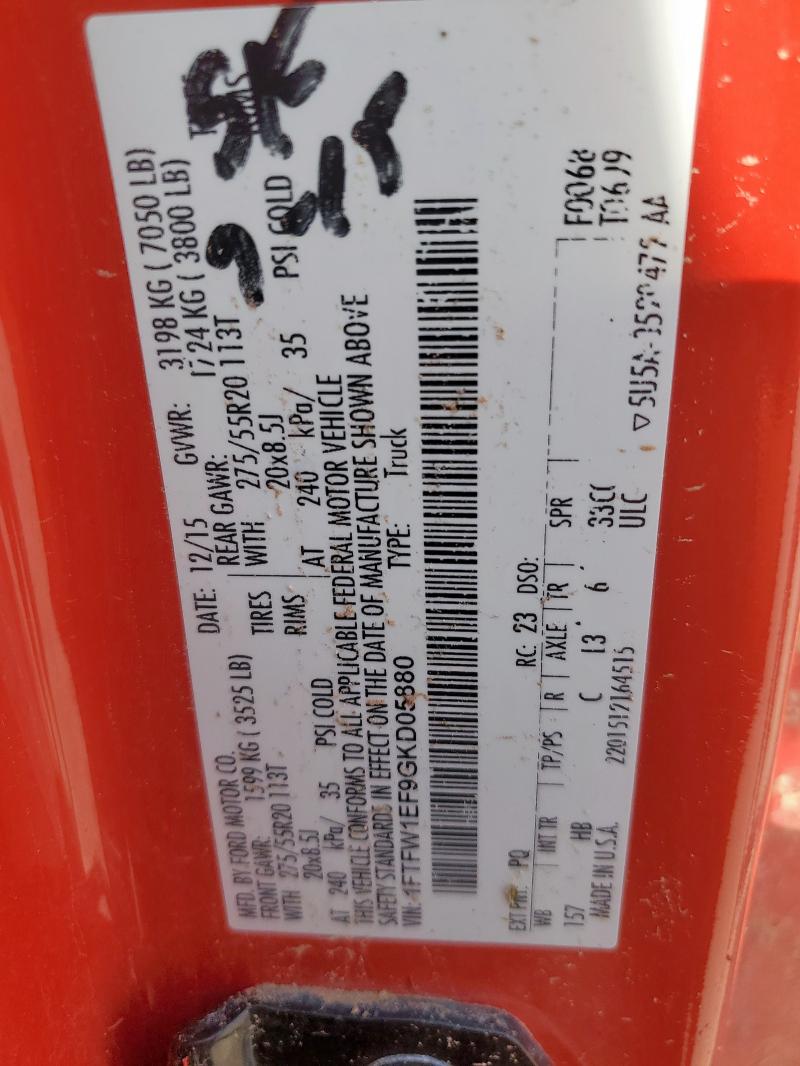 MFD. BY FORD MOTOR CO.
DATE: 12/15 GVWR: 3198 KG ( 7050 LB)
FRONT GAWR: 1599 KG ( 3525 LB) REAR GAWR: 1724 KG ( 3800 LB)
WITH 275/55R20 113T TIRES WITH 275/55R20 113T
20x8.5J RIMS 20x8.5J
AT 240 kPa/ 35 PSI COLD AT 240 kPa/ 35 PSI COLD
THIS VEHICLE CONFORMS TO ALL APPLICABLE FEDERAL MOTOR VEHICLE
SAFETY STANDARDS IN EFFECT ON THE DATE OF MANUFACTURE SHOWN ABOVE
VIN: 1FTFW1EF9GKD05880 TYPE: Truck
EXT PNT: PQ RC: 23 DSO: F0068
WB INT TR TP/PS R AXLE TR SPR T0609
157 HB C 13 6 33CC
MADE IN U.S.A. 2201512164515 ULC